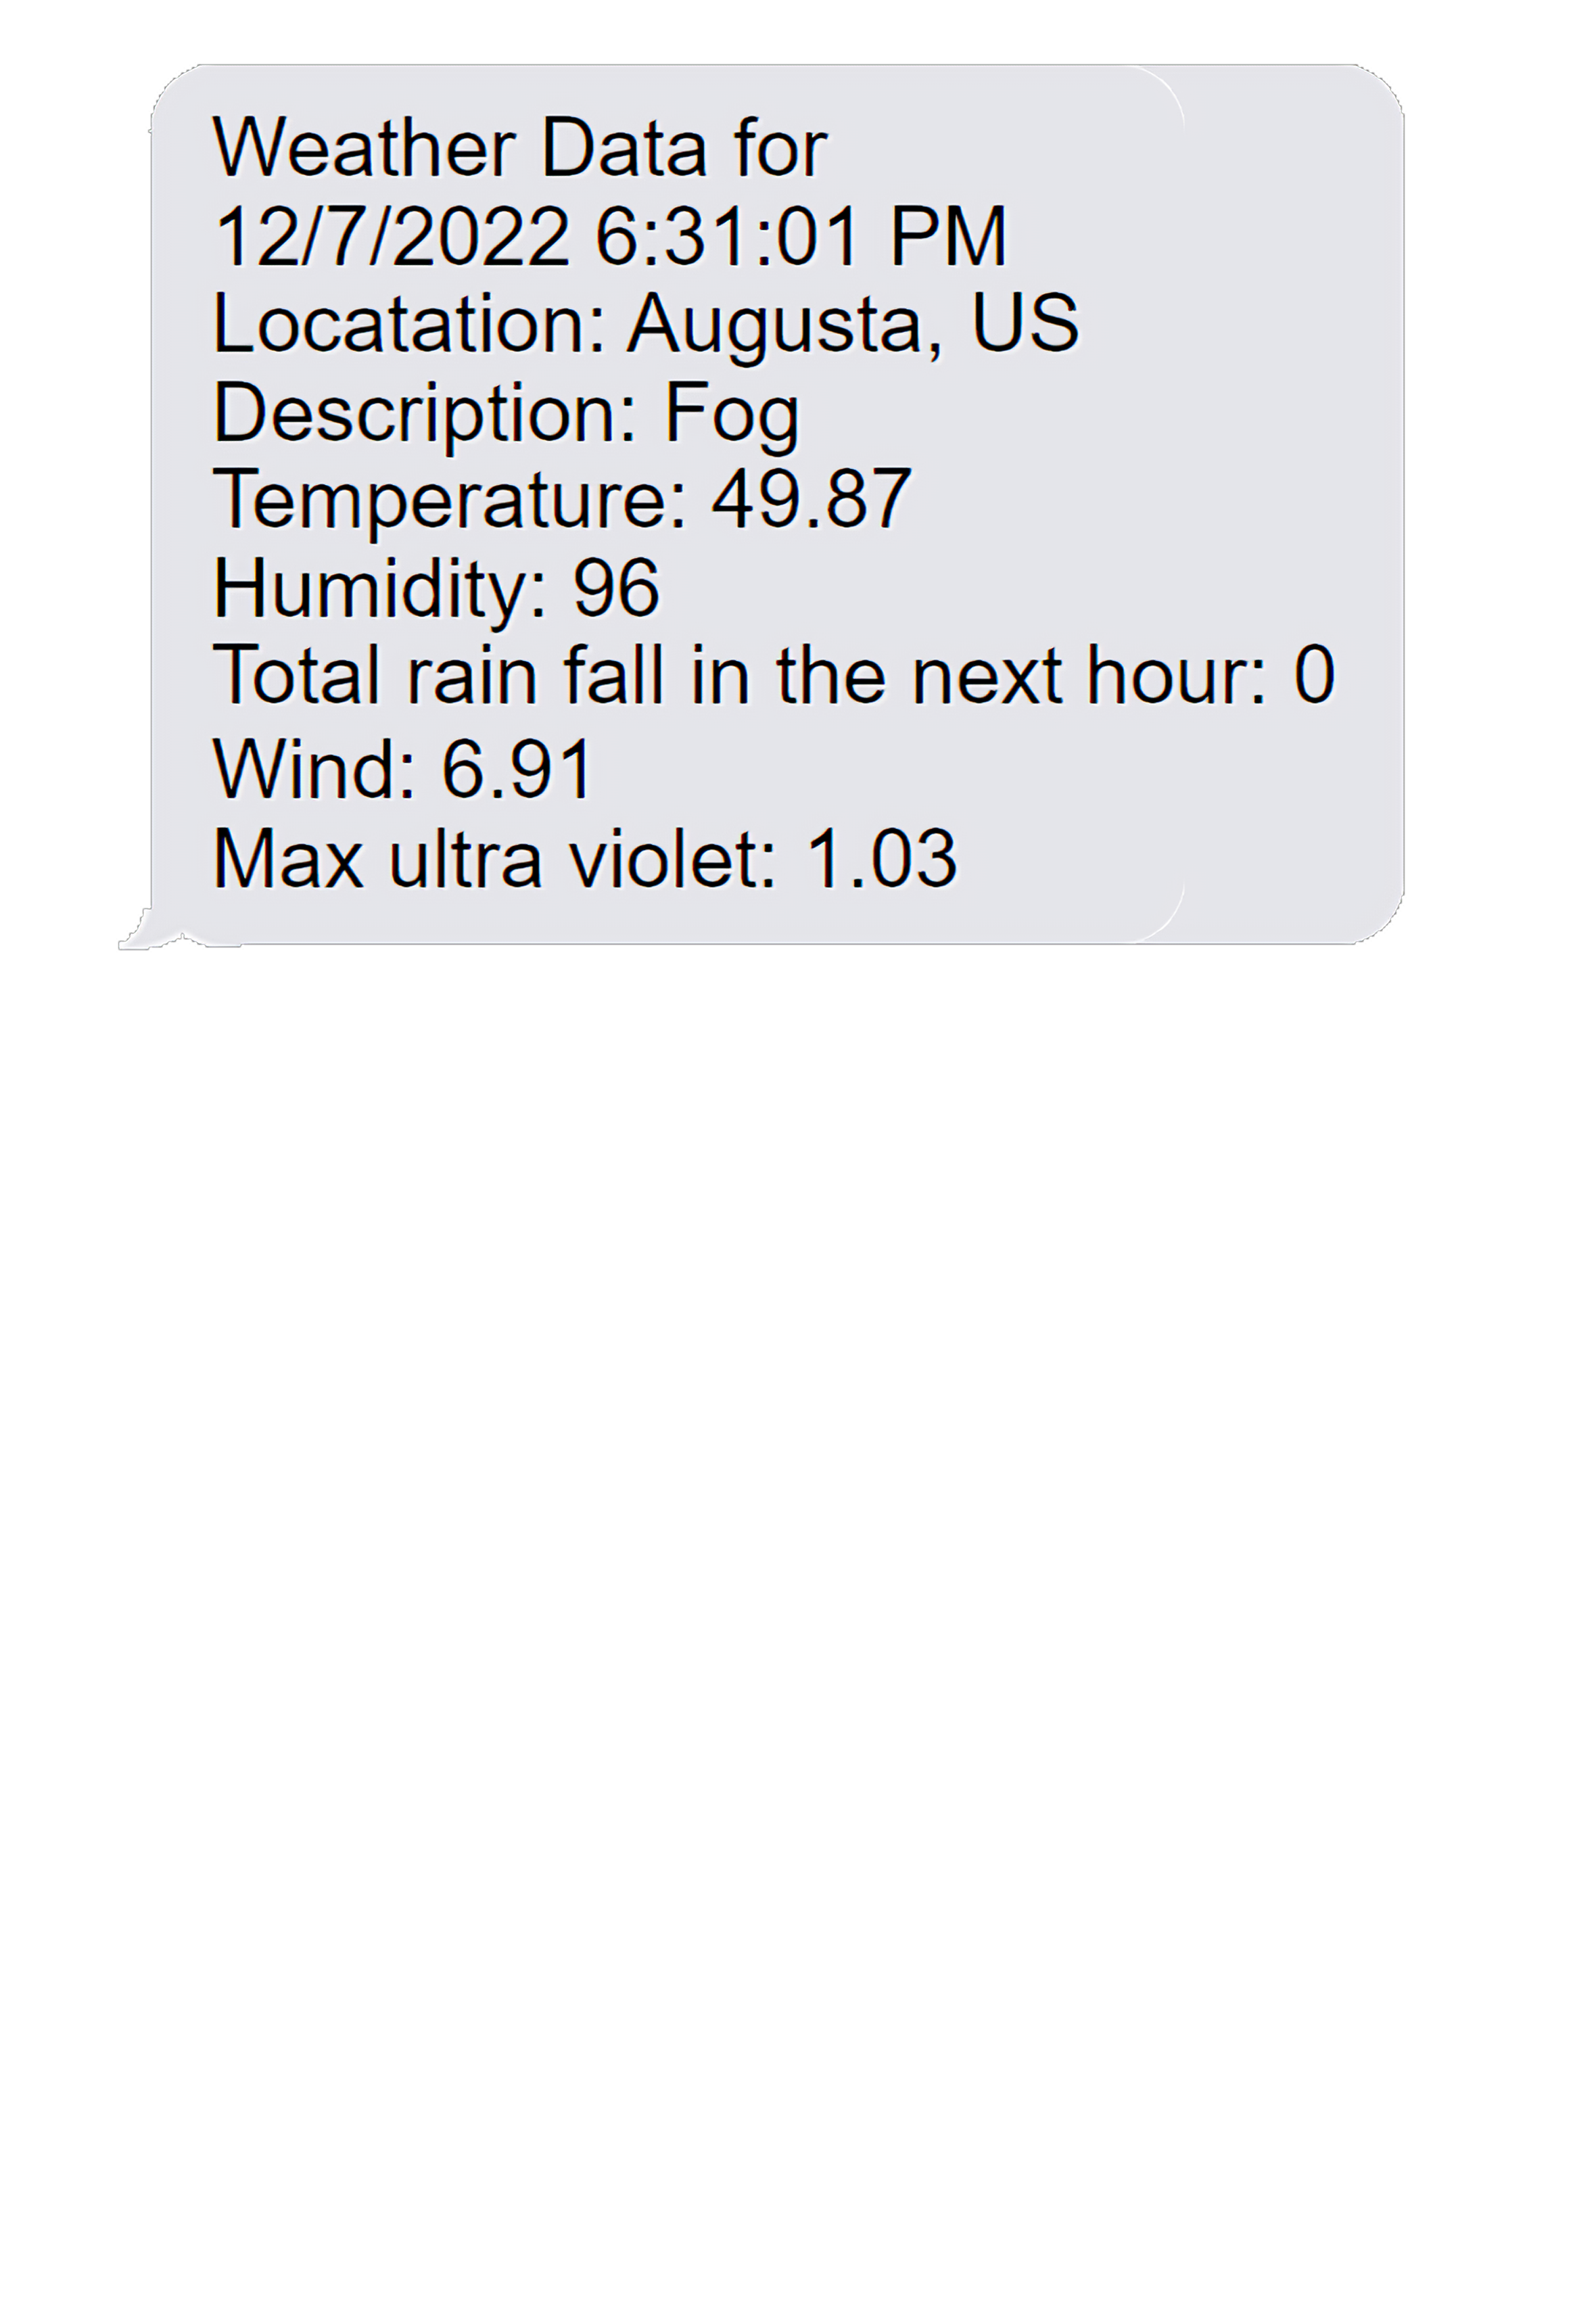 Weather Data for
12/7/2022 6:31:01 PM
Locatation: Augusta, US
Description: Fog
Temperature: 49.87
Humidity: 96
Total rain fall in the next hour: 0
Wind: 6.91
Max ultra violet: 1.03